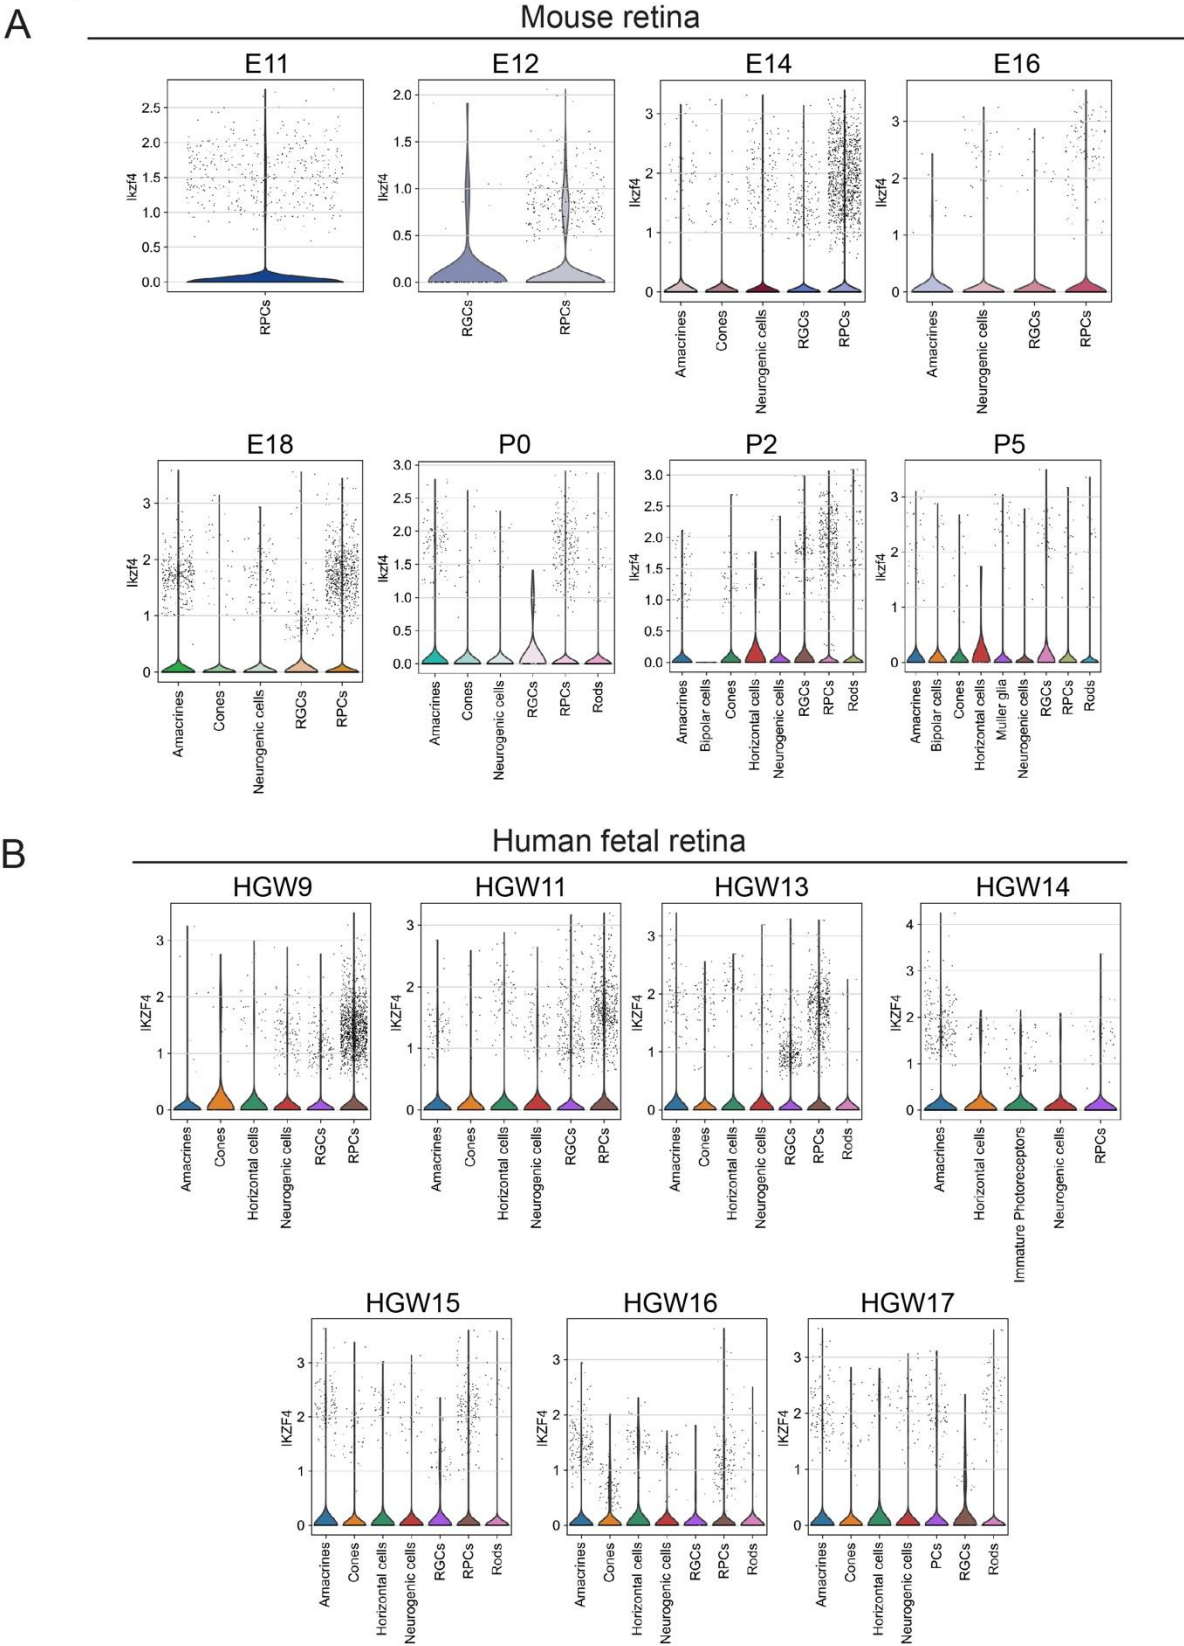 A
Mouse retina
E11
Ikzf4
2.5
2.0
1.5
1.0
0.5
0.0
RPCs
E12
Ikzf4
2.0
1.5
1.0
0.5
0.0
RGCs
RPCs
E14
Ikzf4
3
2
1
0
Amacrines
Cones
Neurogenic cells
RGCs
RPCs
E16
Ikzf4
3
2
1
0
Amacrines
Neurogenic cells
RGCs
RPCs
E18
Ikzf4
3
2
1
0
Amacrines
Cones
Neurogenic cells
RGCs
RPCs
P0
Ikzf4
3.0
2.5
2.0
1.5
1.0
0.5
0.0
Amacrines
Cones
Neurogenic cells
RGCs
RPCs
Rods
P2
Ikzf4
3.0
2.5
2.0
1.5
1.0
0.5
0.0
Amacrines
Bipolar cells
Cones
Horizontal cells
Neurogenic cells
RGCs
RPCs
Rods
P5
Ikzf4
3
2
1
0
Amacrines
Bipolar cells
Cones
Horizontal cells
Muller glia
Neurogenic cells
RGCs
RPCs
Rods
B
Human fetal retina
HGW9
IKZF4
3
2
1
0
Amacrines
Cones
Horizontal cells
Neurogenic cells
RGCs
RPCs
HGW11
IKZF4
3
2
1
0
Amacrines
Cones
Horizontal cells
Neurogenic cells
RGCs
RPCs
HGW13
IKZF4
3
2
1
0
Amacrines
Cones
Horizontal cells
Neurogenic cells
RGCs
RPCs
Rods
HGW14
IKZF4
4
3
2
1
0
Amacrines
Horizontal cells
Immature Photoreceptors
Neurogenic cells
RPCs
HGW15
IKZF4
3
2
1
0
Amacrines
Cones
Horizontal cells
Neurogenic cells
RGCs
RPCs
Rods
HGW16
IKZF4
3
2
1
0
Amacrines
Cones
Horizontal cells
Neurogenic cells
RGCs
RPCs
Rods
HGW17
IKZF4
3
2
1
0
Amacrines
Cones
Horizontal cells
Neurogenic cells
PCs
RGCs
Rods